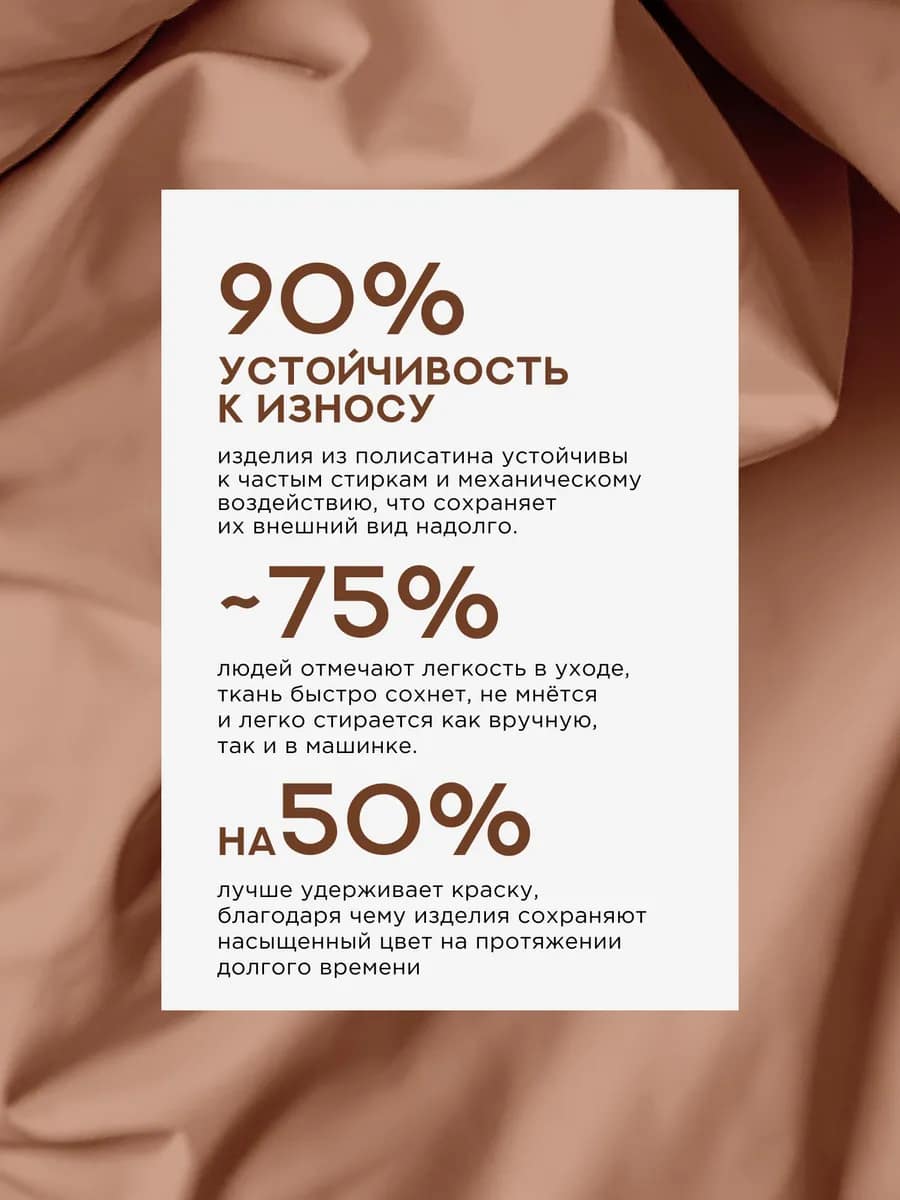 90%
УСТОЙЧИВОСТЬ
К ИЗНОСУ
изделия из полисатина устойчивы
к частым стиркам и механическому
воздействию, что сохраняет
их внешний вид надолго.
~75%
людей отмечают легкость в уходе,
ткань быстро сохнет, не мнётся
и легко стирается как вручную,
так и в машинке.
НА 50%
лучше удерживает краску,
благодаря чему изделия сохраняют
насыщенный цвет на протяжении
долгого времени